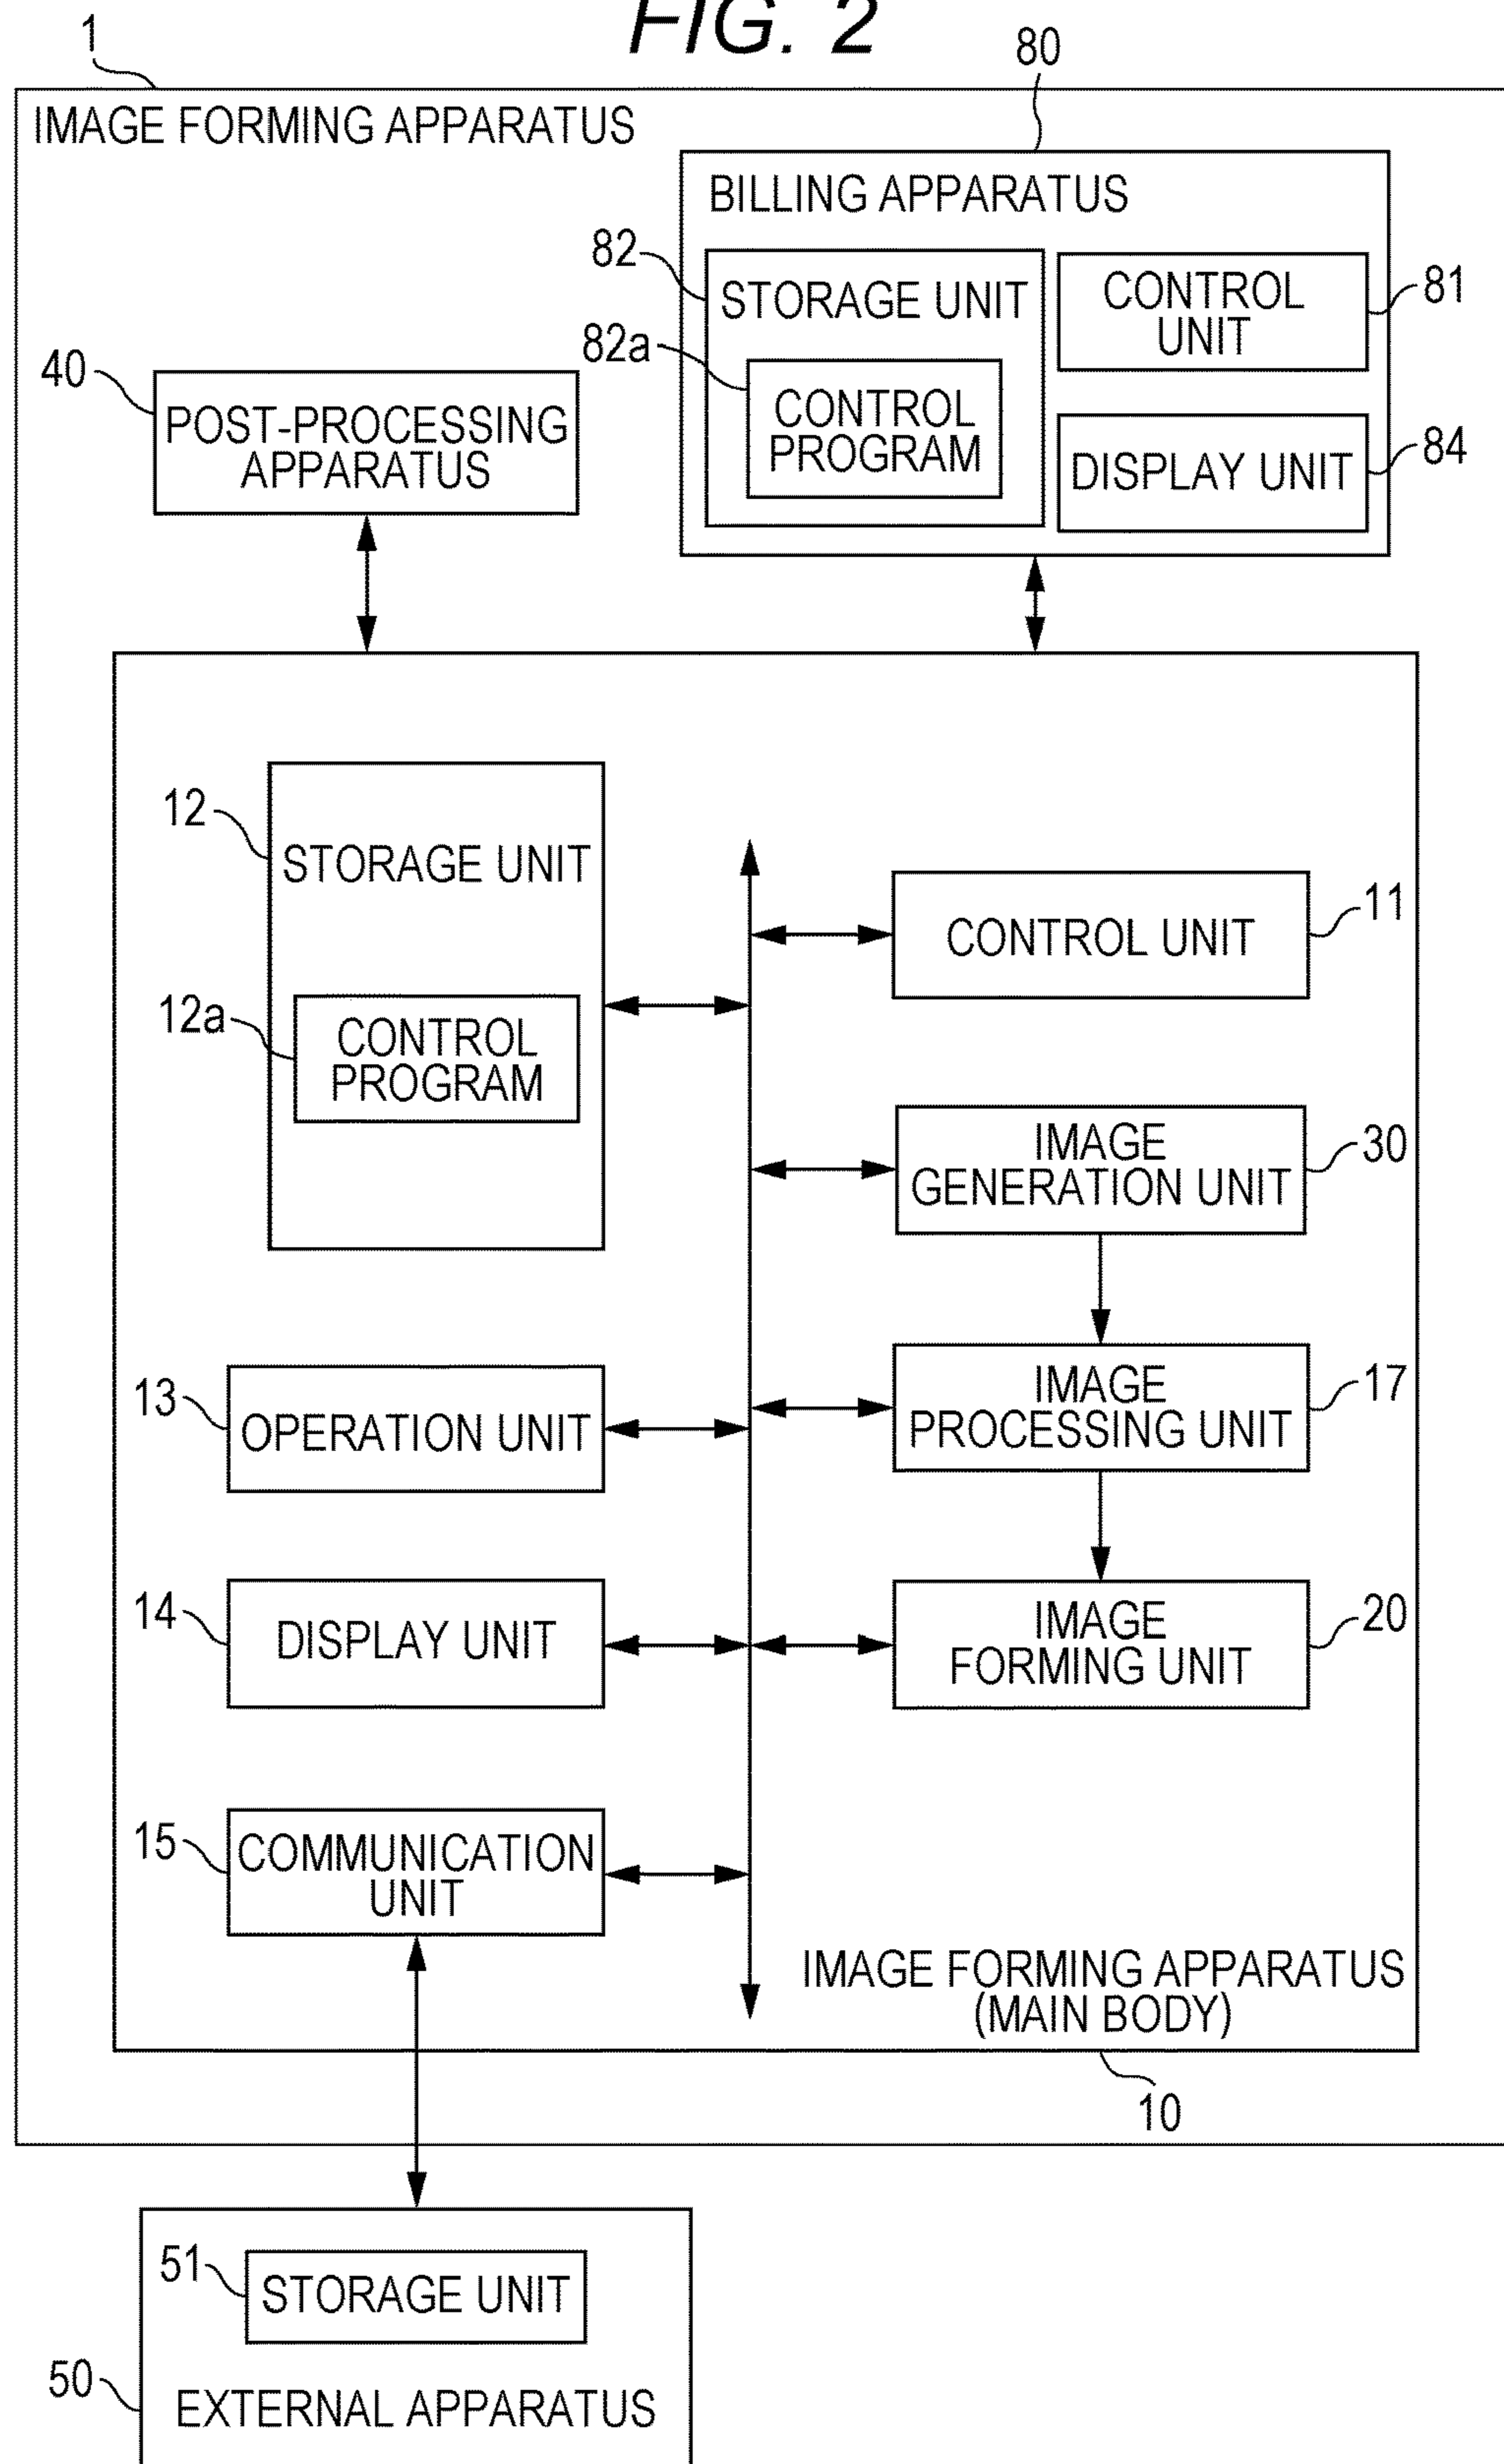 FIG. 2
1
80
IMAGE FORMING APPARATUS
BILLING APPARATUS
82
STORAGE UNIT
82a
CONTROL
PROGRAM
CONTROL
UNIT
81
DISPLAY UNIT
84
40
POST-PROCESSING
APPARATUS
12
STORAGE UNIT
12a
CONTROL
PROGRAM
CONTROL UNIT
11
IMAGE
GENERATION UNIT
30
13
OPERATION UNIT
IMAGE
PROCESSING UNIT
17
14
DISPLAY UNIT
IMAGE
FORMING UNIT
20
15
COMMUNICATION
UNIT
IMAGE FORMING APPARATUS
(MAIN BODY)
10
51
STORAGE UNIT
50
EXTERNAL APPARATUS